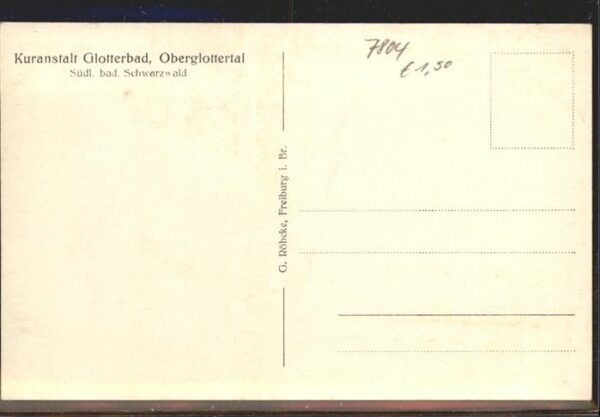 Kuranstalt Glotterbad, Oberglottertal
Südl. bad. Schwarzwald
7804
€ 1,50
G. Röbcke, Freiburg i. Br.